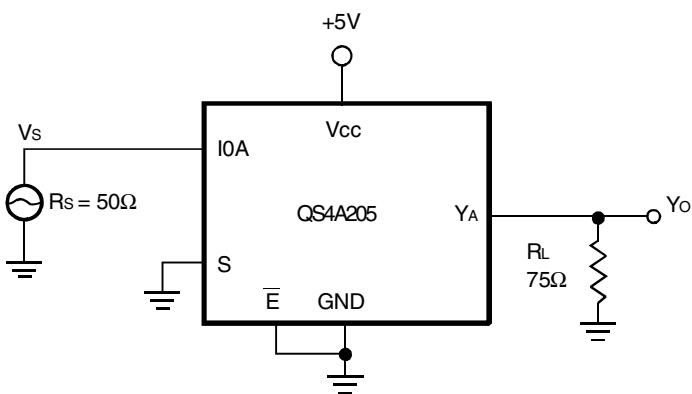 +5V
Vcc
VS
I0A
RS = 50Ω
QS4A205
YA
YO
S
RL
75Ω
E̅
GND